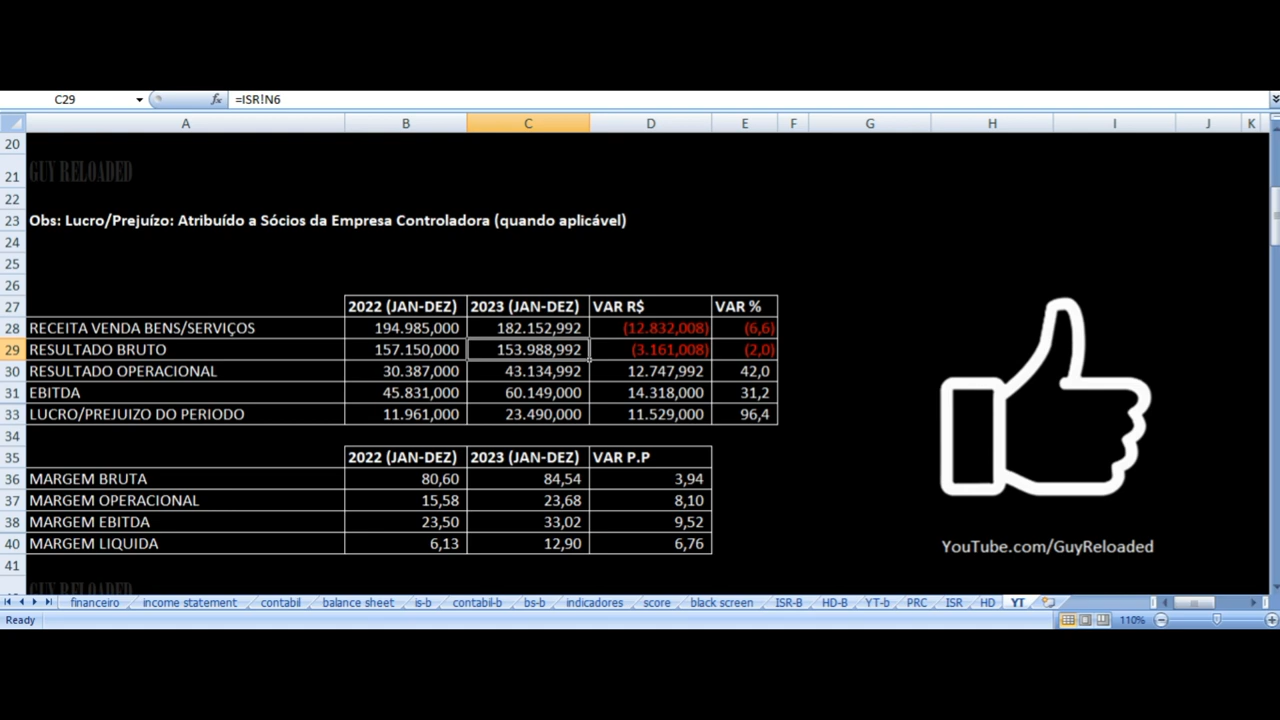 C29 fx =ISR!N6
A B C D E F G H I J K
20
21 GUY RELOADED
22
23 Obs: Lucro/Prejuízo: Atribuído a Sócios da Empresa Controladora (quando aplicável)
24
25
26
27 2022 (JAN-DEZ) 2023 (JAN-DEZ) VAR R$ VAR %
28 RECEITA VENDA BENS/SERVIÇOS 194.985,000 182.152,992 (12.832,008) (6,6)
29 RESULTADO BRUTO 157.150,000 153.988,992 (3.161,008) (2,0)
30 RESULTADO OPERACIONAL 30.387,000 43.134,992 12.747,992 42,0
31 EBITDA 45.831,000 60.149,000 14.318,000 31,2
33 LUCRO/PREJUIZO DO PERIODO 11.961,000 23.490,000 11.529,000 96,4
34
35 2022 (JAN-DEZ) 2023 (JAN-DEZ) VAR P.P
36 MARGEM BRUTA 80,60 84,54 3,94
37 MARGEM OPERACIONAL 15,58 23,68 8,10
38 MARGEM EBITDA 23,50 33,02 9,52
40 MARGEM LIQUIDA 6,13 12,90 6,76
YouTube.com/GuyReloaded
41
GUY RELOADED
financeiro income statement contabil balance sheet is-b contabil-b bs-b indicadores score black screen ISR-B HD-B YT-b PRC ISR HD YT
Ready 110%